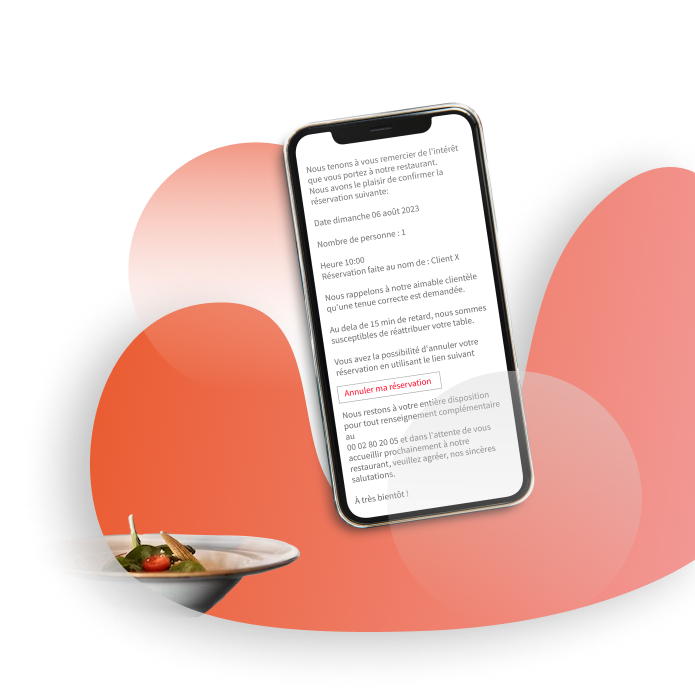 Nous tenons à vous remercier de l'intérêt
que vous portez à notre restaurant.
Nous avons le plaisir de confirmer la
réservation suivante:
Date dimanche 06 août 2023
Nombre de personne : 1
Heure 10:00
Réservation faite au nom de : Client X
Nous rappelons à notre aimable clientèle
qu'une tenue correcte est demandée.
Au dela de 15 min de retard, nous sommes
susceptibles de réattribuer votre table.
Vous avez la possibilité d'annuler votre
réservation en utilisant le lien suivant
Annuler ma réservation
Nous restons à votre entière disposition
pour tout renseignement complémentaire
au
00 02 80 20 05 et dans l'attente de vous
accueillir prochainement à notre
restaurant, veuillez agréer, nos sincères
salutations.
À très bientôt !